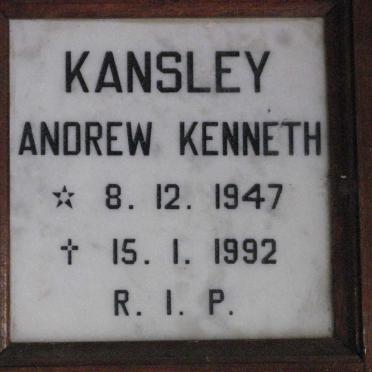 KANSLEY
ANDREW KENNETH
☆ 8. 12. 1947
✝ 15. 1. 1992
R. I. P.